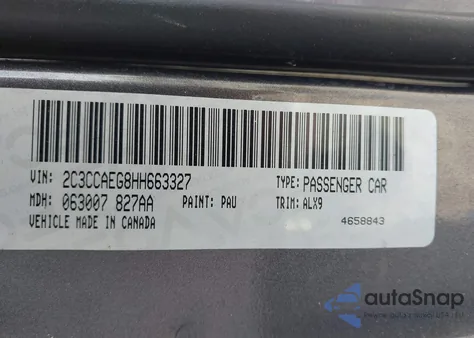 VIN: 2C3CCAEG8HH663327 TYPE: PASSENGER CAR
MDH: 063007 827AA PAINT: PAU TRIM: ALX9
VEHICLE MADE IN CANADA 4658843
autoSnap